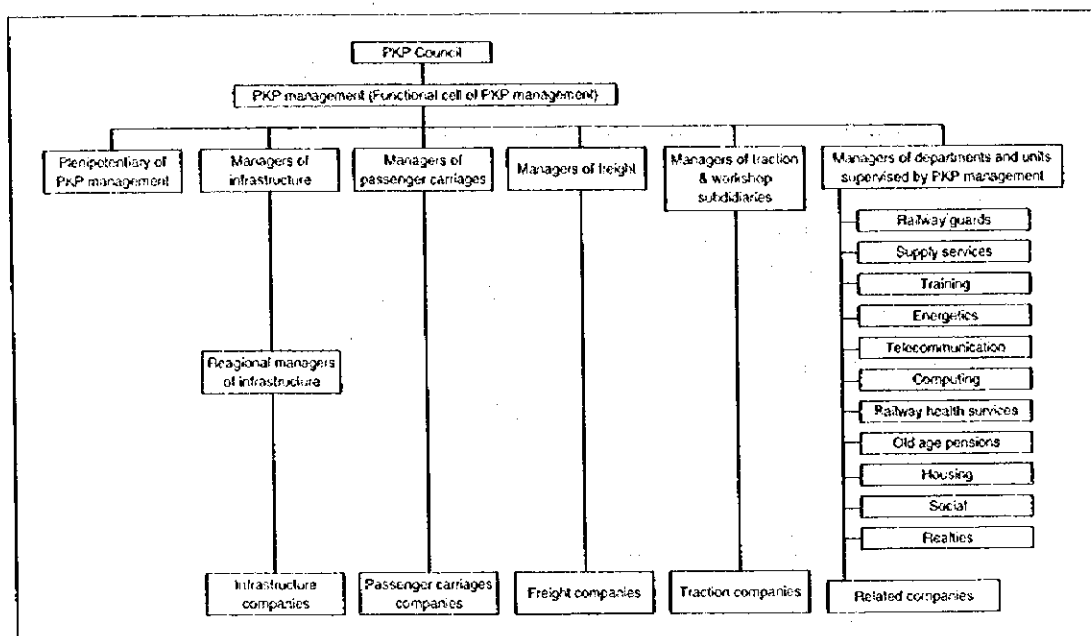 PKP Council
PKP management (Functional cell of PKP management)
Plenipotentiary of
PKP management
Managers of
infrastructure
Managers of
passenger carriages
Managers of freight
Managers of traction
& workshop
subdidiaries
Managers of departments and units
supervised by PKP management
Railway guards
Supply services
Training
Energetics
Telecommunication
Computing
Railway health services
Old age pensions
Housing
Social
Realties
Reagional managers
of infrastructure
Infrastructure
companies
Passenger carriages
companies
Freight companies
Traction companies
Related companies